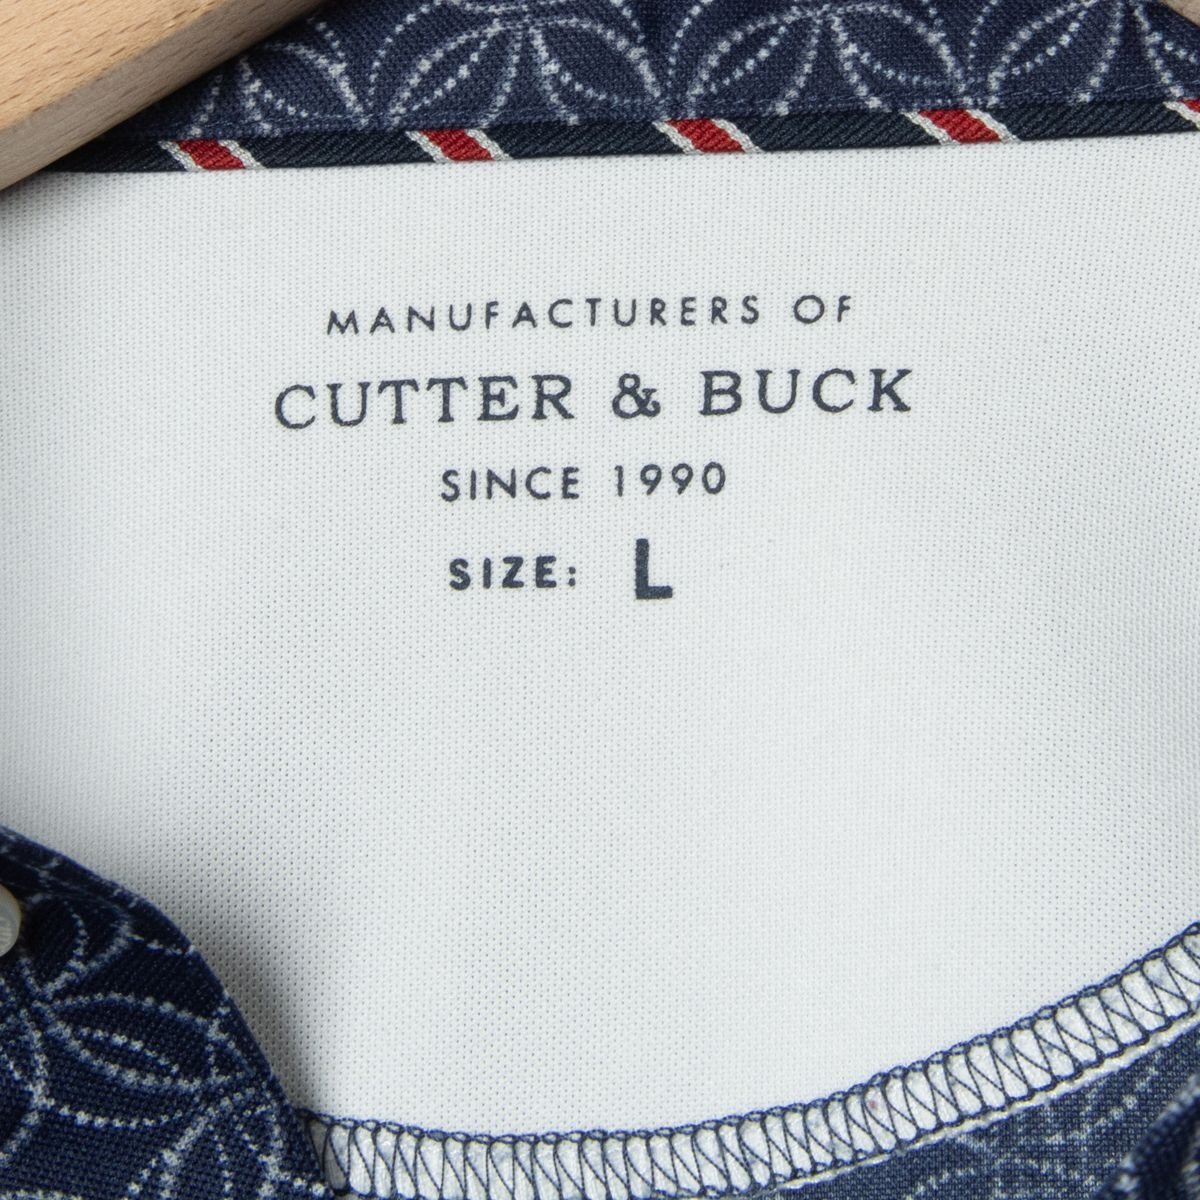 MANUFACTURERS OF
CUTTER & BUCK
SINCE 1990
SIZE: L